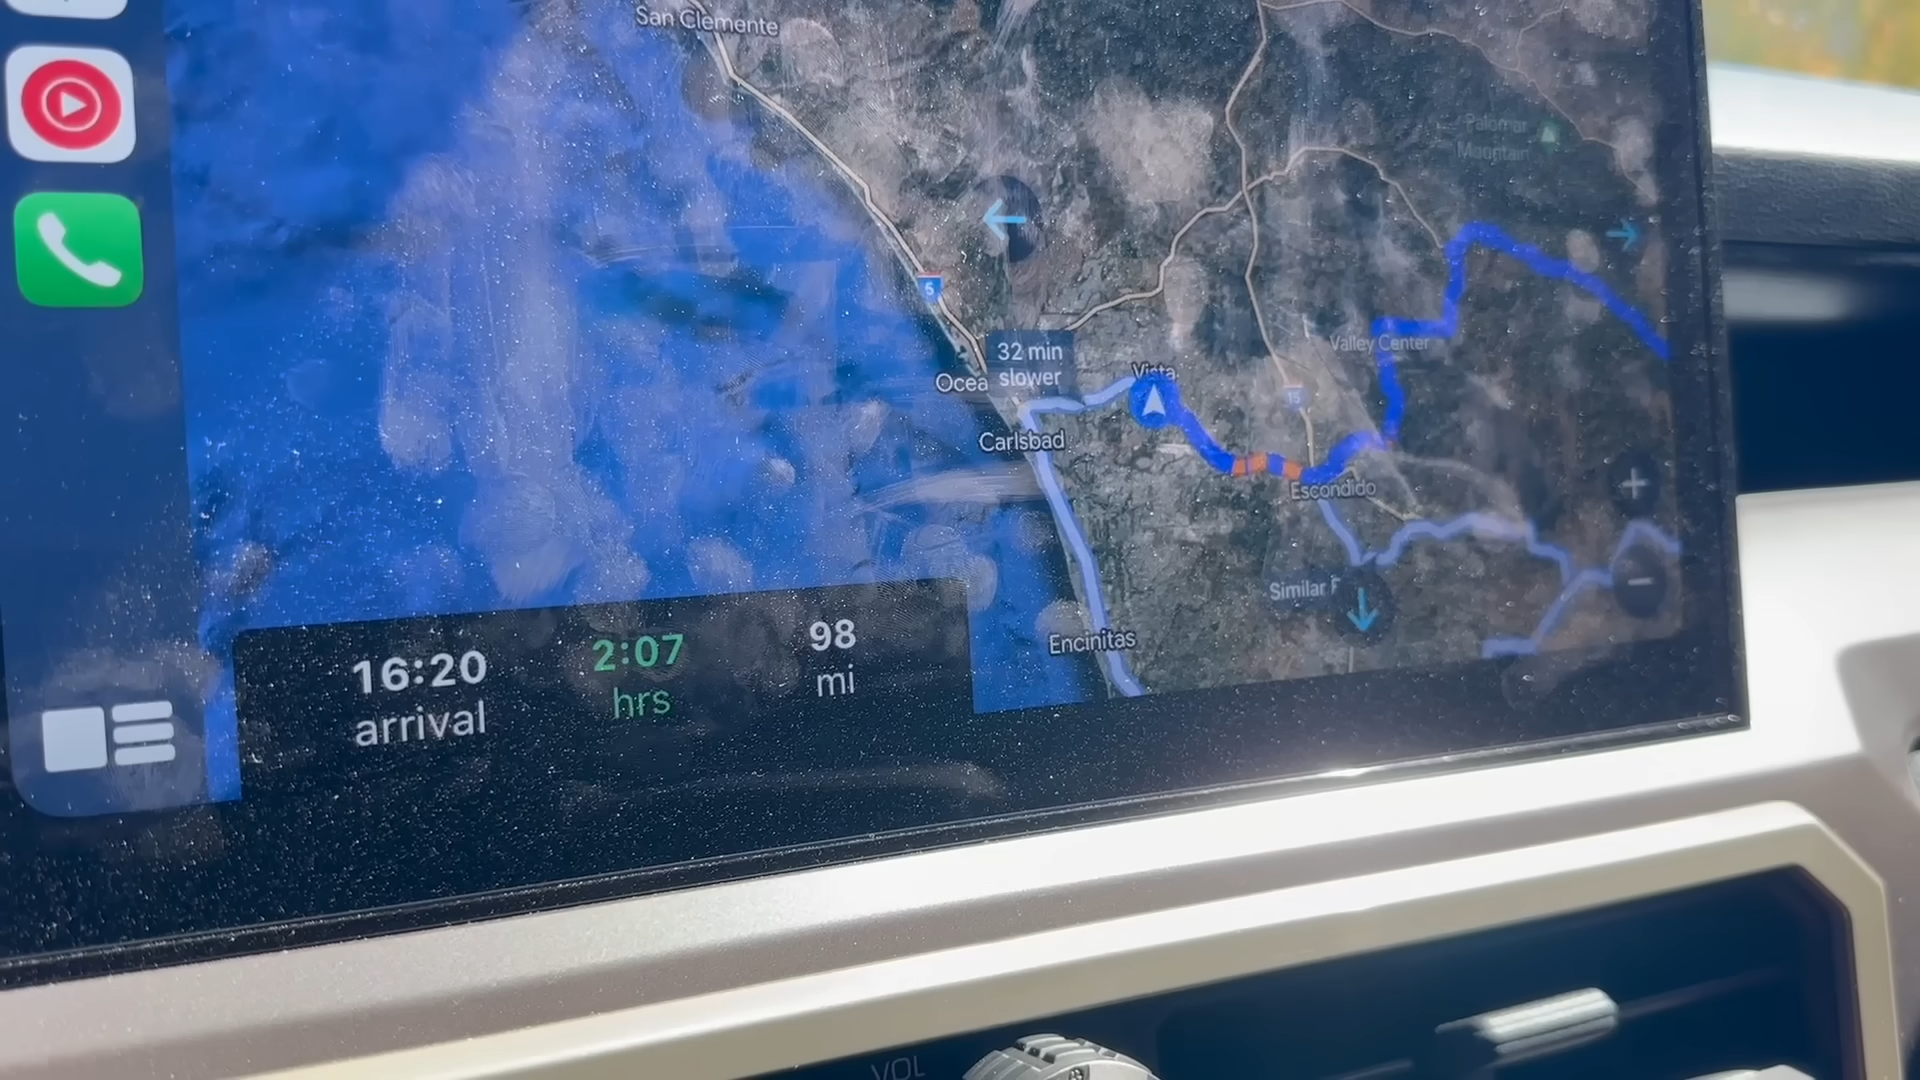 San Clemente
Palomar
Mountain
5
32 min
slower
Ocea
Vista
Valley Center
15
Carlsbad
Escondido
Similar
Encinitas
16:20
arrival
2:07
hrs
98
mi
VOL